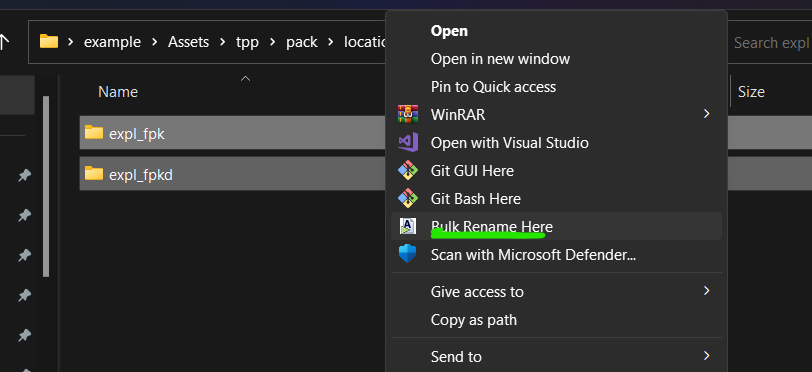 example > Assets > tpp > pack > locatio
Search expl
Name
Size
expl_fpk
expl_fpkd
Open
Open in new window
Pin to Quick access
WinRAR
Open with Visual Studio
Git GUI Here
Git Bash Here
Bulk Rename Here
Scan with Microsoft Defender...
Give access to
Copy as path
Send to